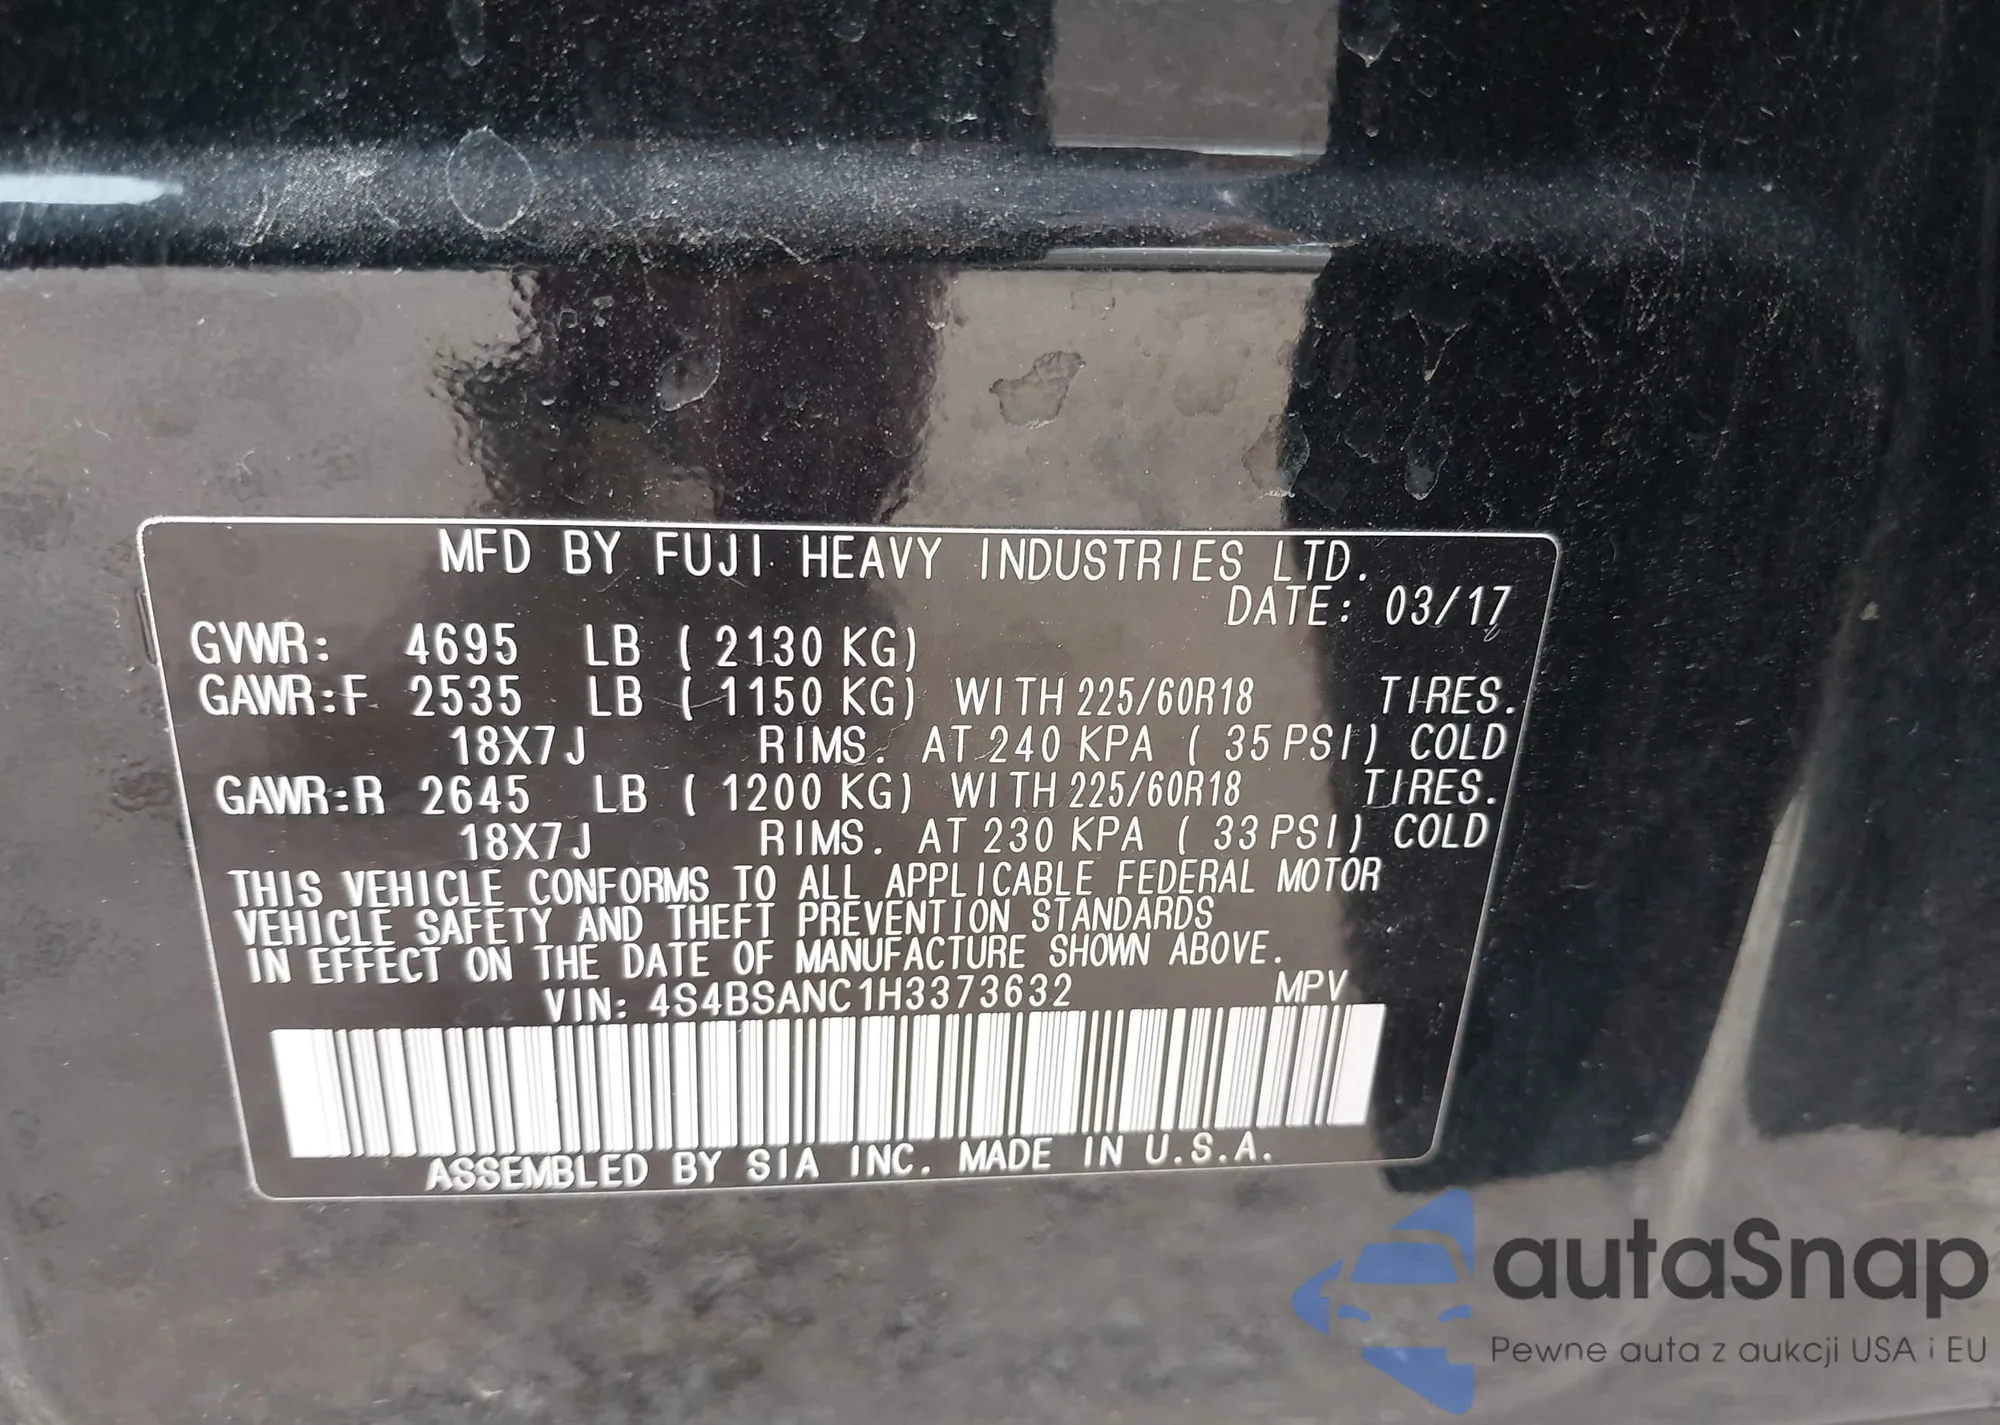 MFD BY FUJI HEAVY INDUSTRIES LTD.
DATE: 03/17
GVWR: 4695 LB ( 2130 KG)
GAWR:F 2535 LB ( 1150 KG) WITH 225/60R18 TIRES.
18X7J RIMS. AT 240 KPA ( 35 PSI) COLD
GAWR:R 2645 LB ( 1200 KG) WITH 225/60R18 TIRES.
18X7J RIMS. AT 230 KPA ( 33 PSI) COLD
THIS VEHICLE CONFORMS TO ALL APPLICABLE FEDERAL MOTOR
VEHICLE SAFETY AND THEFT PREVENTION STANDARDS
IN EFFECT ON THE DATE OF MANUFACTURE SHOWN ABOVE.
VIN: 4S4BSANC1H3373632 MPV
ASSEMBLED BY SIA INC. MADE IN U.S.A.
autaSnap
Pewne auta z aukcji USA i EU